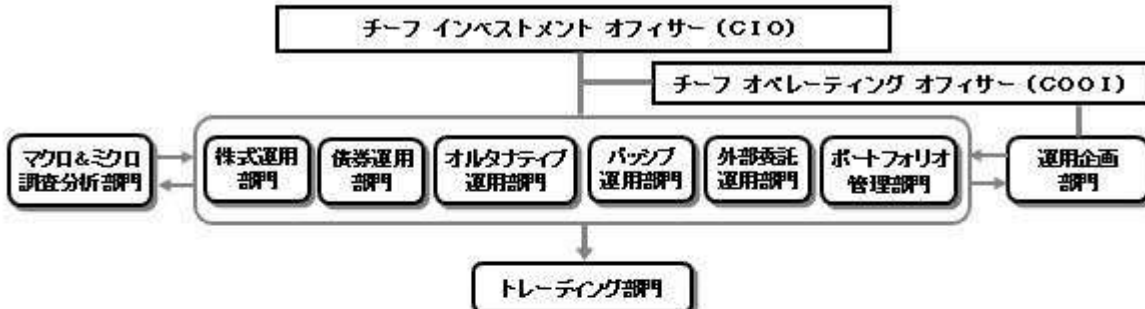 チーフ インベストメント オフィサー (CIO)
チーフ オペレーティング オフィサー (COOI)
マクロ&ミクロ
調査分析部門
株式運用
部門
債券運用
部門
オルタナティブ
運用部門
パッシブ
運用部門
外部委託
運用部門
ポートフォリオ
管理部門
運用企画
部門
トレーディング部門